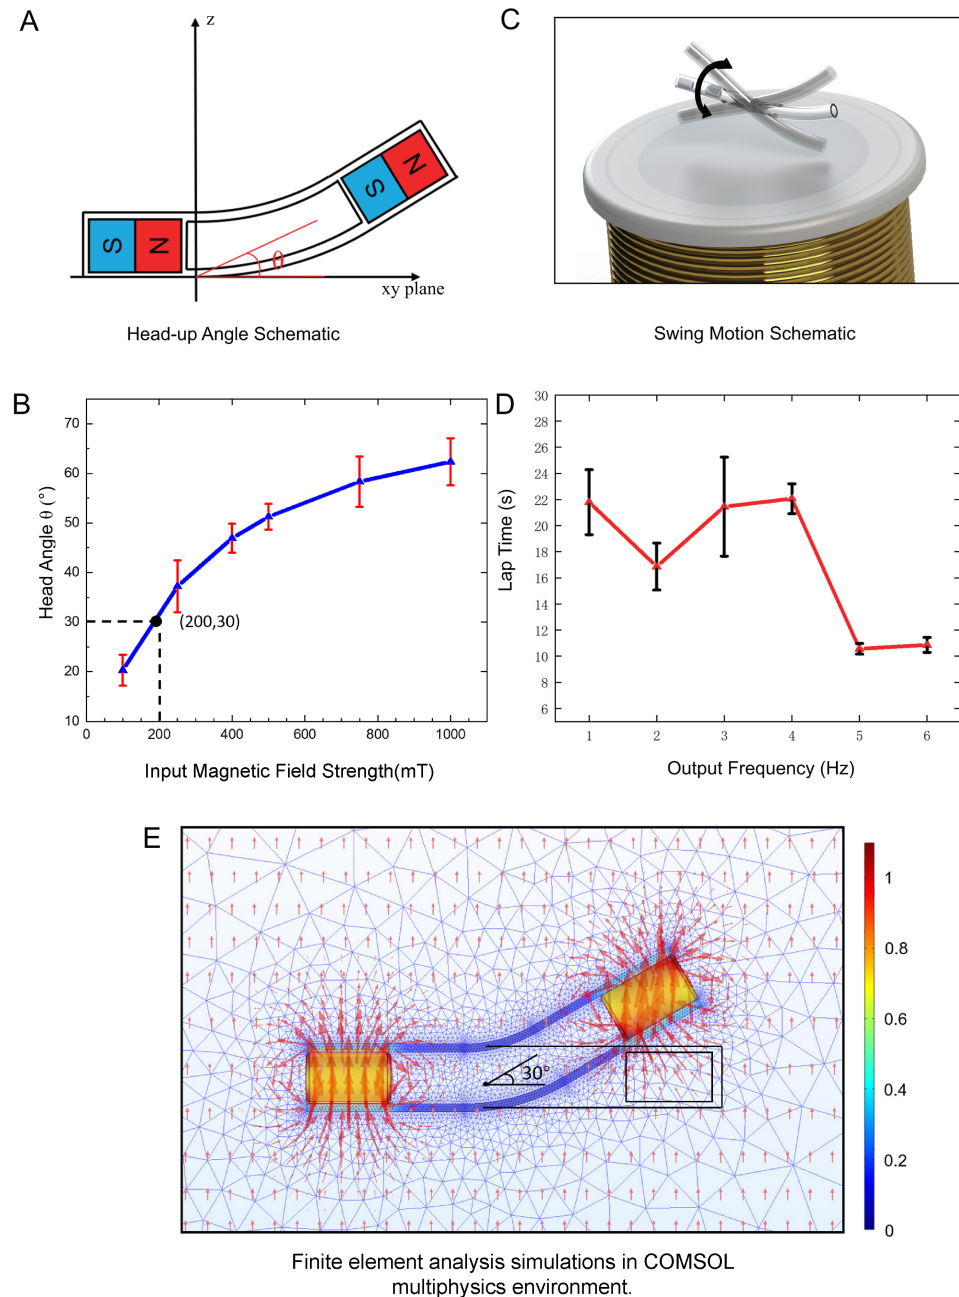 A
z
S
N
S
N
θ
xy plane
Head-up Angle Schematic
C
Swing Motion Schematic
B
70
60
50
40
30
20
10
Head Angle θ (°)
(200,30)
0
200
400
600
800
1000
Input Magnetic Field Strength(mT)
D
30
28
26
24
22
20
18
16
14
12
10
8
6
Lap Time (s)
1
2
3
4
5
6
Output Frequency (Hz)
E
30°
1
0.8
0.6
0.4
0.2
0
Finite element analysis simulations in COMSOL
multiphysics environment.